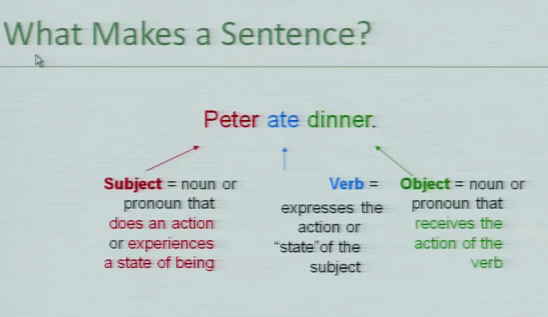 What Makes a Sentence?
Peter ate dinner.
Subject = noun or
pronoun that
does an action
or experiences
a state of being
Verb =
expresses the
action or
“state”of the
subject
Object = noun or
pronoun that
receives the
action of the
verb